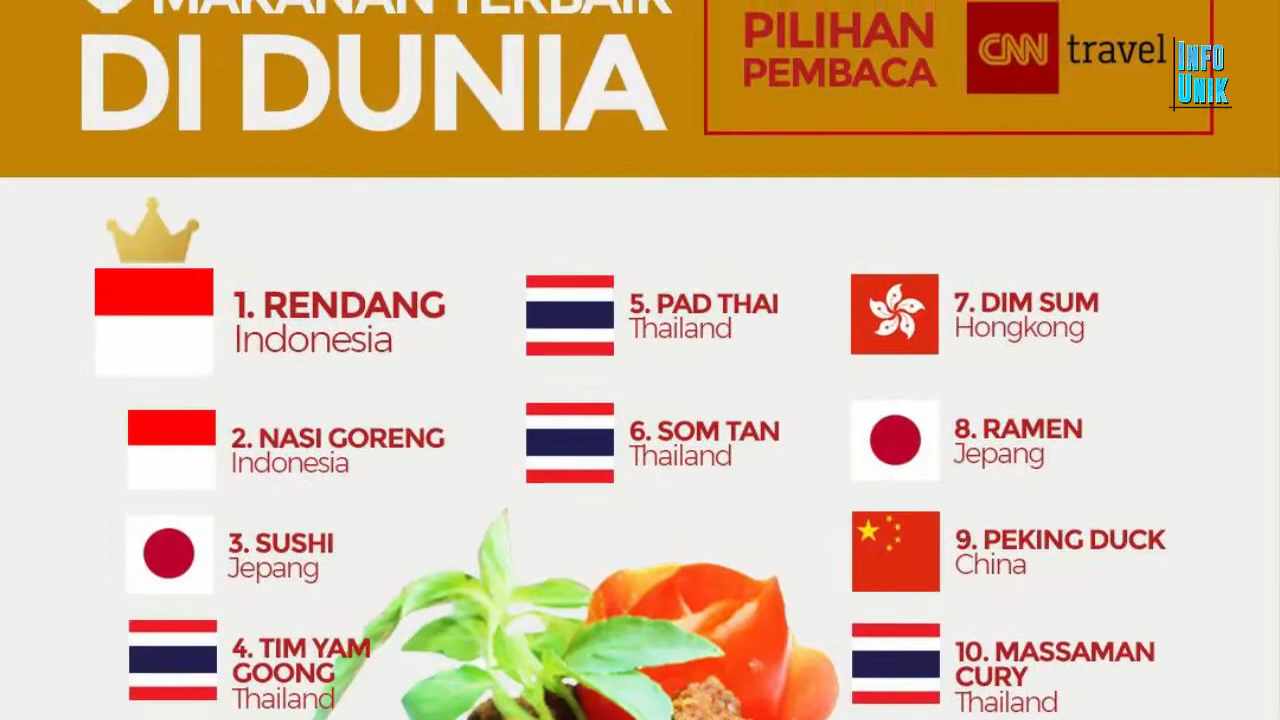 MAKANAN TERBAIK
DI DUNIA
PILIHAN
PEMBACA
CNN travel
INFO
UNIK
1. RENDANG
Indonesia
2. NASI GORENG
Indonesia
3. SUSHI
Jepang
4. TIM YAM
GOONG
Thailand
5. PAD THAI
Thailand
6. SOM TAN
Thailand
7. DIM SUM
Hongkong
8. RAMEN
Jepang
9. PEKING DUCK
China
10. MASSAMAN
CURY
Thailand